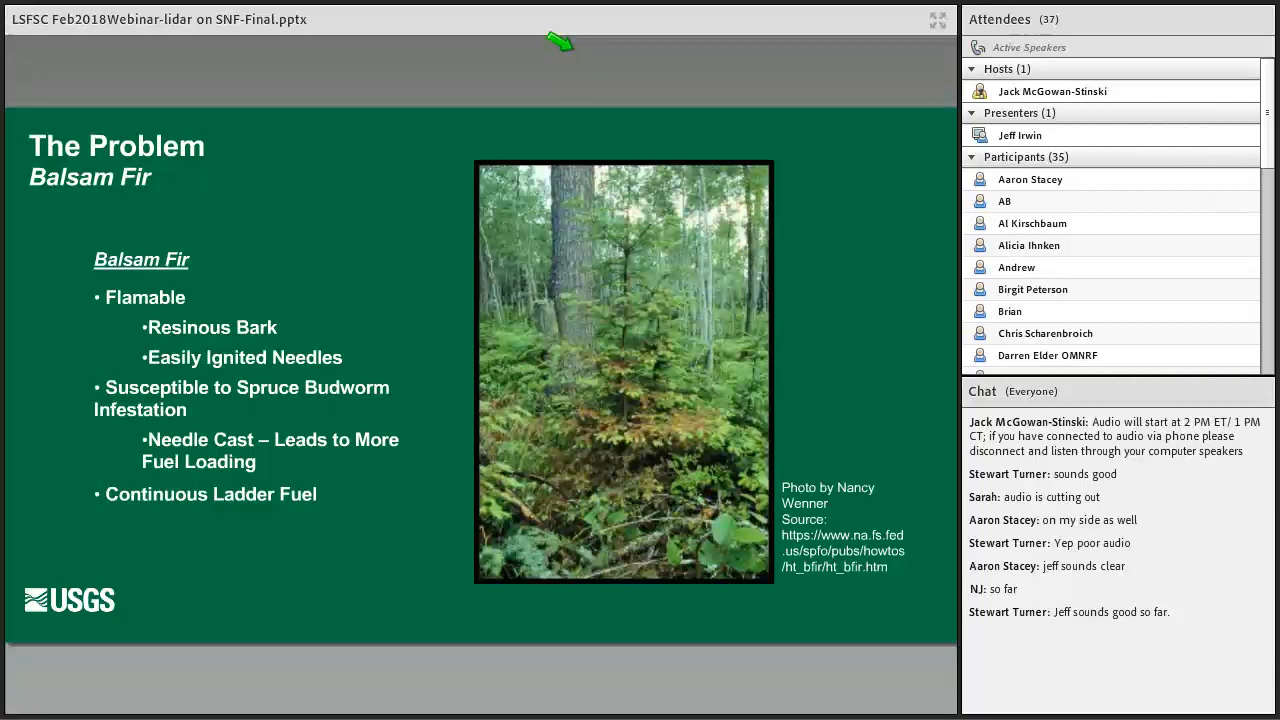 LSFSC Feb2018Webinar-lidar on SNF-Final.pptx
The Problem
Balsam Fir
Balsam Fir
• Flamable
•Resinous Bark
•Easily Ignited Needles
• Susceptible to Spruce Budworm
Infestation
•Needle Cast – Leads to More
Fuel Loading
• Continuous Ladder Fuel
Photo by Nancy
Wenner
Source:
https://www.na.fs.fed
.us/spfo/pubs/howtos
/ht_bfir/ht_bfir.htm
USGS
Attendees (37)
Active Speakers
Hosts (1)
Jack McGowan-Stinski
Presenters (1)
Jeff Irwin
Participants (35)
Aaron Stacey
AB
Al Kirschbaum
Alicia Ihnken
Andrew
Birgit Peterson
Brian
Chris Scharenbroich
Darren Elder OMNRF
Chat (Everyone)
Jack McGowan-Stinski: Audio will start at 2 PM ET/ 1 PM
CT; if you have connected to audio via phone please
disconnect and listen through your computer speakers
Stewart Turner: sounds good
Sarah: audio is cutting out
Aaron Stacey: on my side as well
Stewart Turner: Yep poor audio
Aaron Stacey: jeff sounds clear
NJ: so far
Stewart Turner: Jeff sounds good so far.